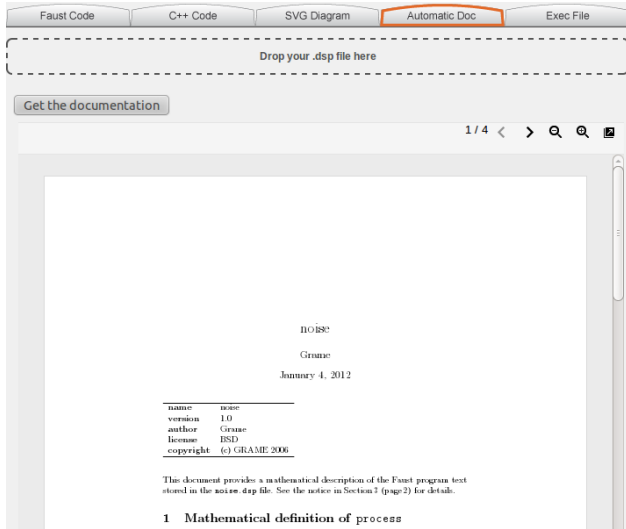 Faust Code C++ Code SVG Diagram Automatic Doc Exec File
Drop your .dsp file here
Get the documentation
1 / 4
noise
Grame
January 4, 2012
name noise
version 1.0
author Grame
license BSD
copyright (c) GRAME 2006
This document provides a mathematical description of the Faust program text
stored in the noise.dsp file. See the notice in Section 3 (page 2) for details.
1 Mathematical definition of process